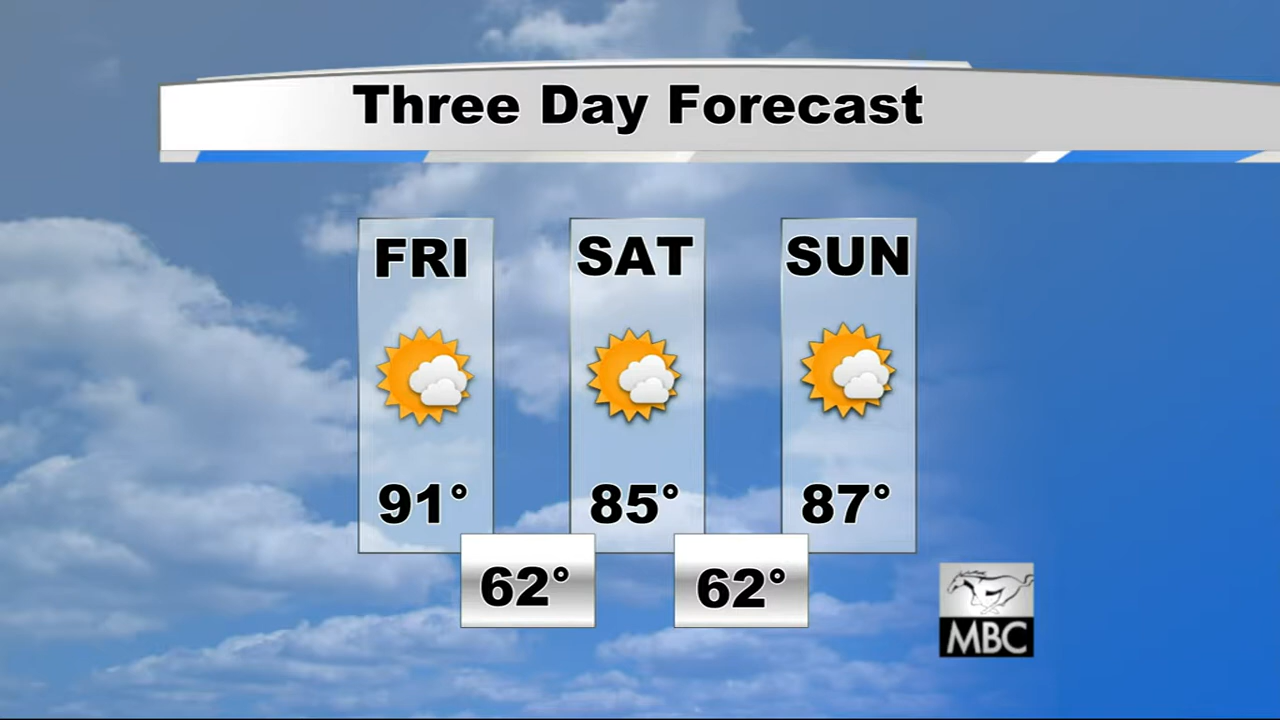 Three Day Forecast
FRI SAT SUN
91° 85° 87°
62° 62°
MBC